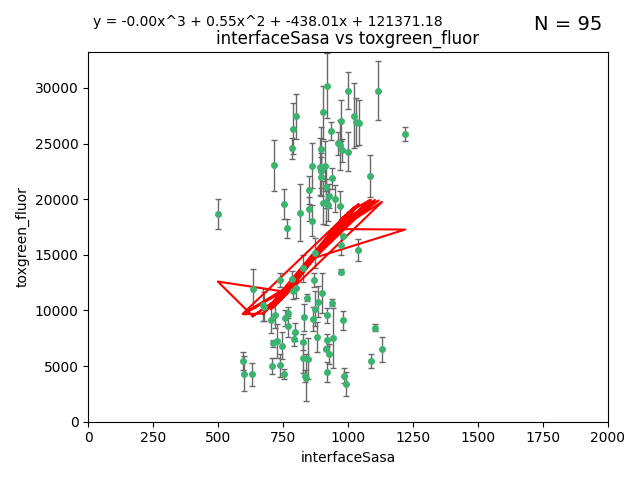 y = -0.00x^3 + 0.55x^2 + -438.01x + 121371.18
N = 95
interfaceSasa vs toxgreen_fluor
30000
25000
20000
15000
10000
5000
0
toxgreen_fluor
0 250 500 750 1000 1250 1500 1750 2000
interfaceSasa